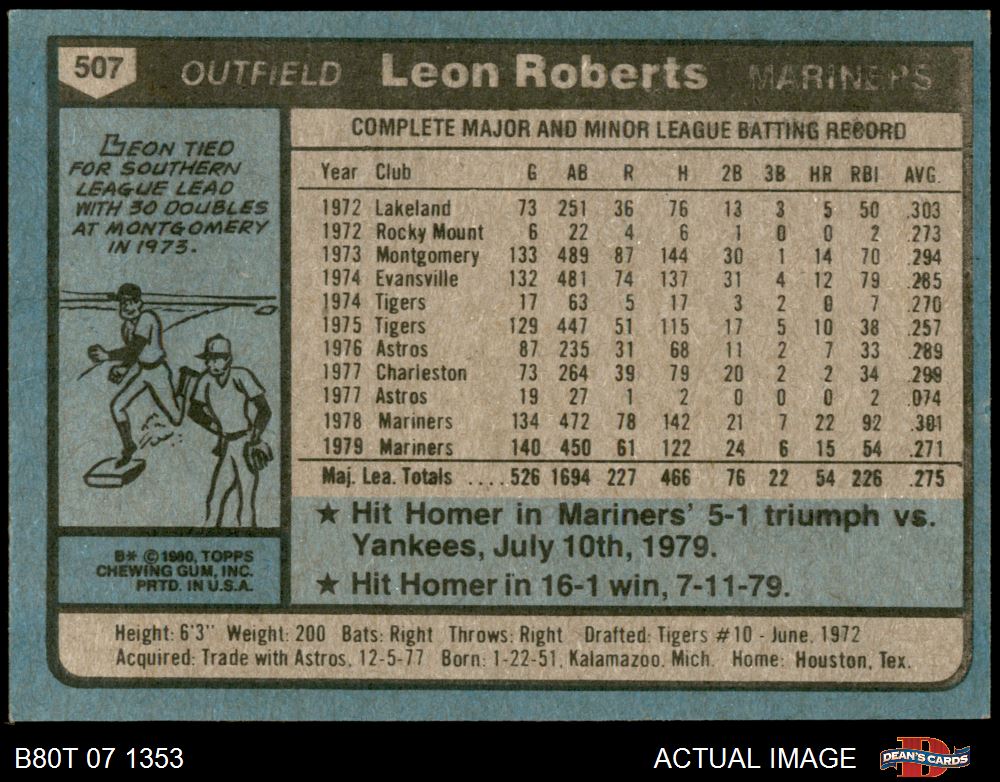 507 OUTFIELD Leon Roberts MARINERS
LEON TIED
FOR SOUTHERN
LEAGUE LEAD
WITH 30 DOUBLES
AT MONTGOMERY
IN 1973.
B* © 1980, TOPPS
CHEWING GUM, INC.
PRTD. IN U.S.A.
COMPLETE MAJOR AND MINOR LEAGUE BATTING RECORD
Year Club G AB R H 2B 3B HR RBI AVG.
1972 Lakeland 73 251 36 76 13 3 5 50 .303
1972 Rocky Mount 6 22 4 6 1 0 0 2 .273
1973 Montgomery 133 489 87 144 30 1 14 70 .294
1974 Evansville 132 481 74 137 31 4 12 79 .285
1974 Tigers 17 63 5 17 3 2 0 7 .270
1975 Tigers 129 447 51 115 17 5 10 38 .257
1976 Astros 87 235 31 68 11 2 7 33 .289
1977 Charleston 73 264 39 79 20 2 2 34 .299
1977 Astros 19 27 1 2 0 0 0 2 .074
1978 Mariners 134 472 78 142 21 7 22 92 .301
1979 Mariners 140 450 61 122 24 6 15 54 .271
Maj. Lea. Totals .... 526 1694 227 466 76 22 54 226 .275
★ Hit Homer in Mariners' 5-1 triumph vs.
Yankees, July 10th, 1979.
★ Hit Homer in 16-1 win, 7-11-79.
Height: 6'3" Weight: 200 Bats: Right Throws: Right Drafted: Tigers #10 - June, 1972
Acquired: Trade with Astros, 12-5-77 Born: 1-22-51, Kalamazoo, Mich. Home: Houston, Tex.
B80T 07 1353 ACTUAL IMAGE DEAN'S CARDS